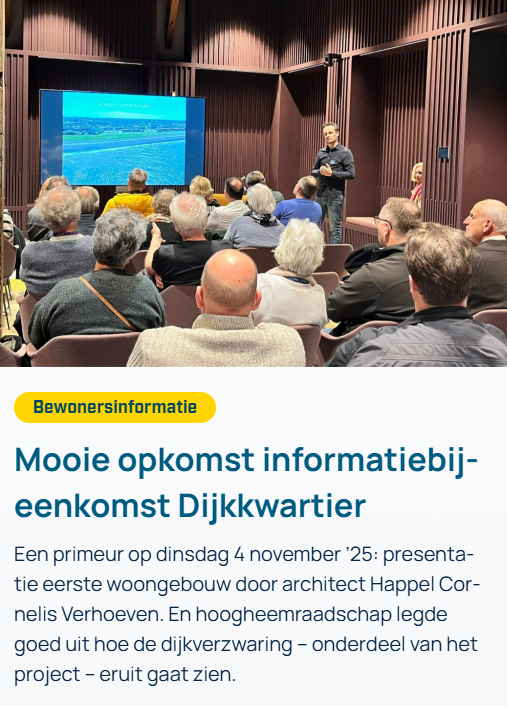 Bewonersinformatie
Mooie opkomst informatiebij-
eenkomst Dijkkwartier
Een primeur op dinsdag 4 november ’25: presenta-
tie eerste woongebouw door architect Happel Cor-
nelis Verhoeven. En hoogheemraadschap legde
goed uit hoe de dijkverzwaring – onderdeel van het
project – eruit gaat zien.